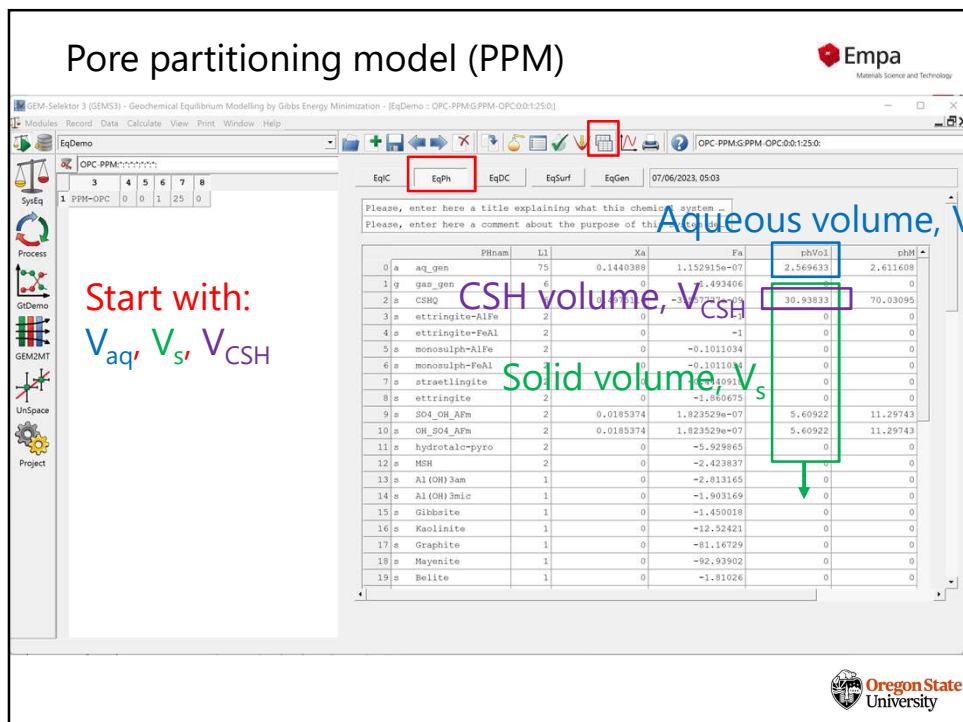 Pore partitioning model (PPM)
Empa
Materials Science and Technology
GEM-Selektor 3 (GEMS3) - Geochemical Equilibrium Modelling by Gibbs Energy Minimization - [EqDemo :: OPC-PPM:G:PPM-OPC:0:0:1:25:0:]
Modules Record Data Calculate View Print Window Help
EqDemo
OPC-PPM:G:PPM-OPC:0:0:1:25:0:
OPC-PPM:*:*:*:*:*:*:*:
3 4 5 6 7 8
1 PPM-OPC 0 0 1 25 0
SysEq
Process
GtDemo
GEM2MT
UnSpace
Project
Start with:
Vaq, Vs, VCSH
EqIC EqPh EqDC EqSurf EqGen 07/06/2023, 05:03
Please, enter here a title explaining what this chemical system
Please, enter here a comment about the purpose of this system
Aqueous volume, V
CSH volume, VCSH
Solid volume, Vs
PHnam L1 Xa Fa phVol phM
0 a aq_gen 75 0.1440388 1.152915e-07 2.569633 2.611608
1 g gas_gen 6 0 -1.493406 0 0
2 s CSHQ 30.93833 70.03095
3 s ettringite-AlFe 2 0 -1 0 0
4 s ettringite-FeAl 2 0 -1 0 0
5 s monosulph-AlFe 2 0 -0.1011034 0 0
6 s monosulph-FeAl 2 0 -0.1011034 0 0
7 s straetlingite 0 0
8 s ettringite 2 0 -1.860675 0 0
9 s SO4_OH_AFm 2 0.0185374 1.823529e-07 5.60922 11.29743
10 s OH_SO4_AFm 2 0.0185374 1.823529e-07 5.60922 11.29743
11 s hydrotalc-pyro 2 0 -5.929865 0 0
12 s MSH 2 0 -2.423837 0 0
13 s Al(OH)3am 1 0 -2.813165 0 0
14 s Al(OH)3mic 1 0 -1.903169 0 0
15 s Gibbsite 1 0 -1.450018 0 0
16 s Kaolinite 1 0 -12.52421 0 0
17 s Graphite 1 0 -81.16729 0 0
18 s Mayenite 1 0 -92.93902 0 0
19 s Belite 1 0 -1.81026 0 0
Oregon State
University